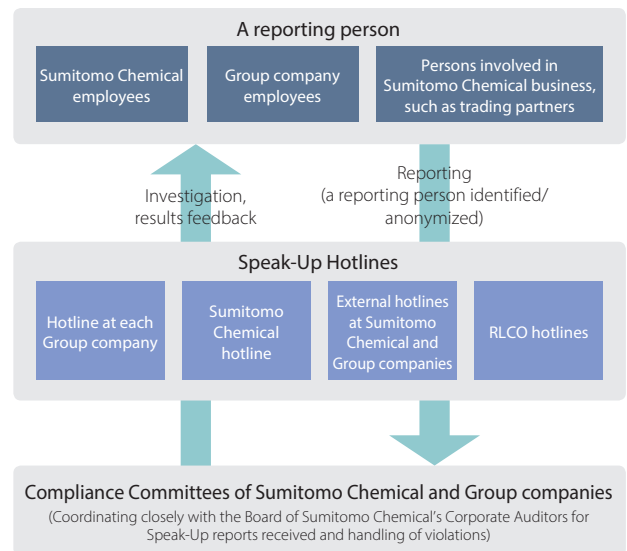 A reporting person
Sumitomo Chemical
employees
Group company
employees
Persons involved in
Sumitomo Chemical business,
such as trading partners
Investigation,
results feedback
Reporting
(a reporting person identified/
anonymized)
Speak-Up Hotlines
Hotline at each
Group company
Sumitomo
Chemical
hotline
External hotlines
at Sumitomo
Chemical and
Group companies
RLCO hotlines
Compliance Committees of Sumitomo Chemical and Group companies
(Coordinating closely with the Board of Sumitomo Chemical's Corporate Auditors for
Speak-Up reports received and handling of violations)